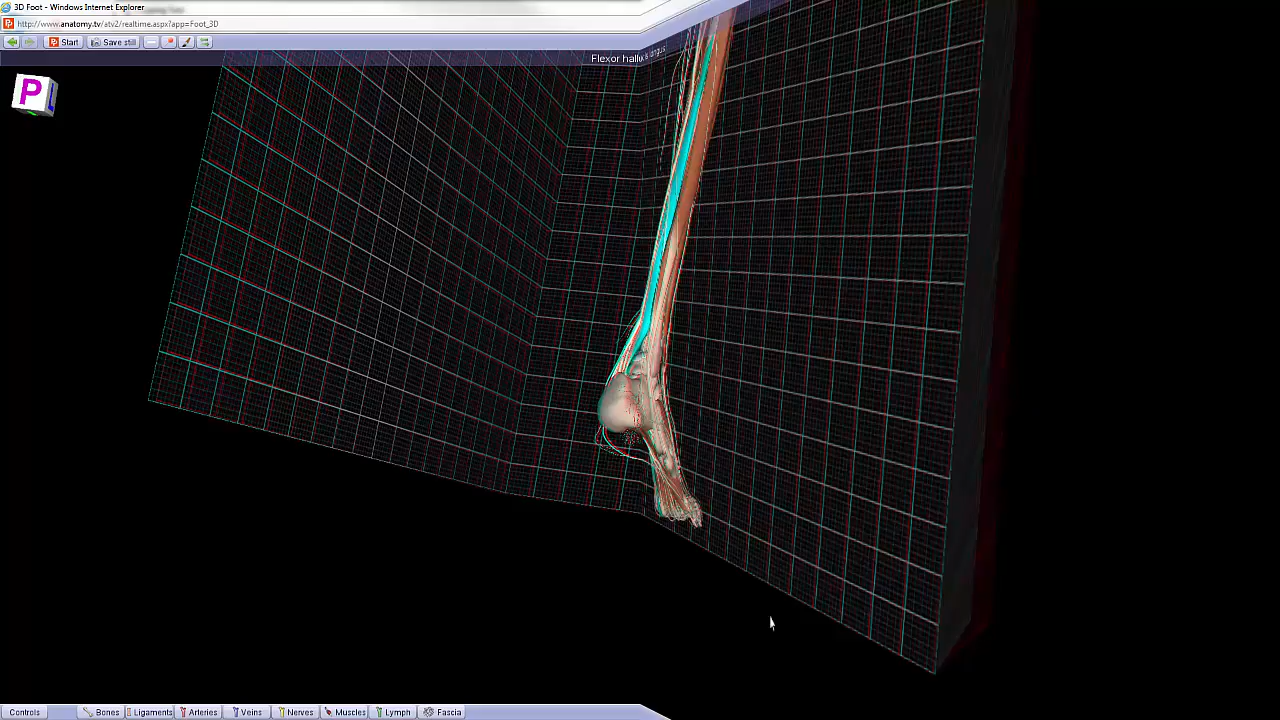 3D Foot - Windows Internet Explorer
http://www.anatomy.tv/atv2/realtime.aspx?app=Foot_3D
Start Save still
Flexor hallucis longus
P L
Controls Bones Ligaments Arteries Veins Nerves Muscles Lymph Fascia